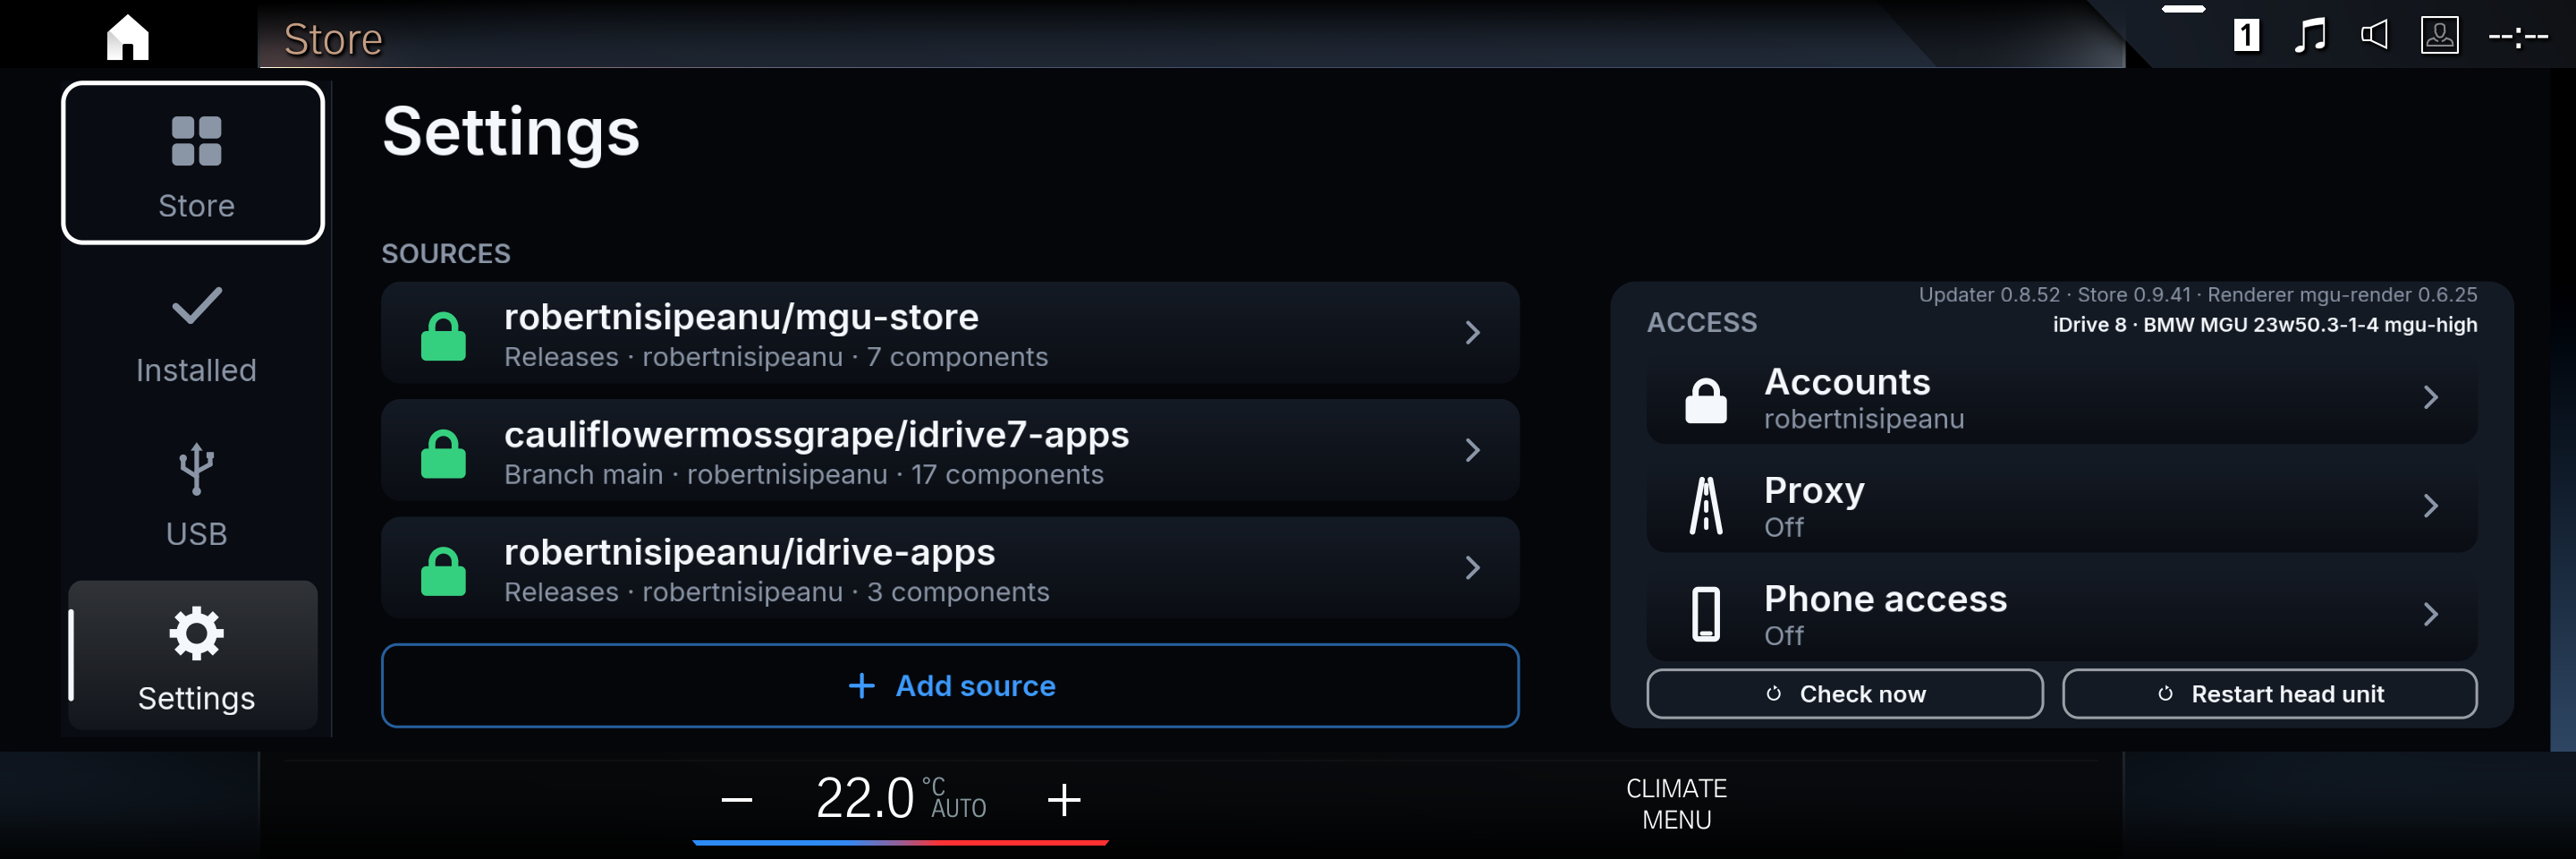 Store
1
--:--
Store
Installed
USB
Settings
Settings
SOURCES
robertnisipeanu/mgu-store
Releases · robertnisipeanu · 7 components
cauliflowermossgrape/idrive7-apps
Branch main · robertnisipeanu · 17 components
robertnisipeanu/idrive-apps
Releases · robertnisipeanu · 3 components
+ Add source
Updater 0.8.52 · Store 0.9.41 · Renderer mgu-render 0.6.25
ACCESS
iDrive 8 · BMW MGU 23w50.3-1-4 mgu-high
Accounts
robertnisipeanu
Proxy
Off
Phone access
Off
Check now
Restart head unit
− 22.0 °C AUTO +
CLIMATE
MENU